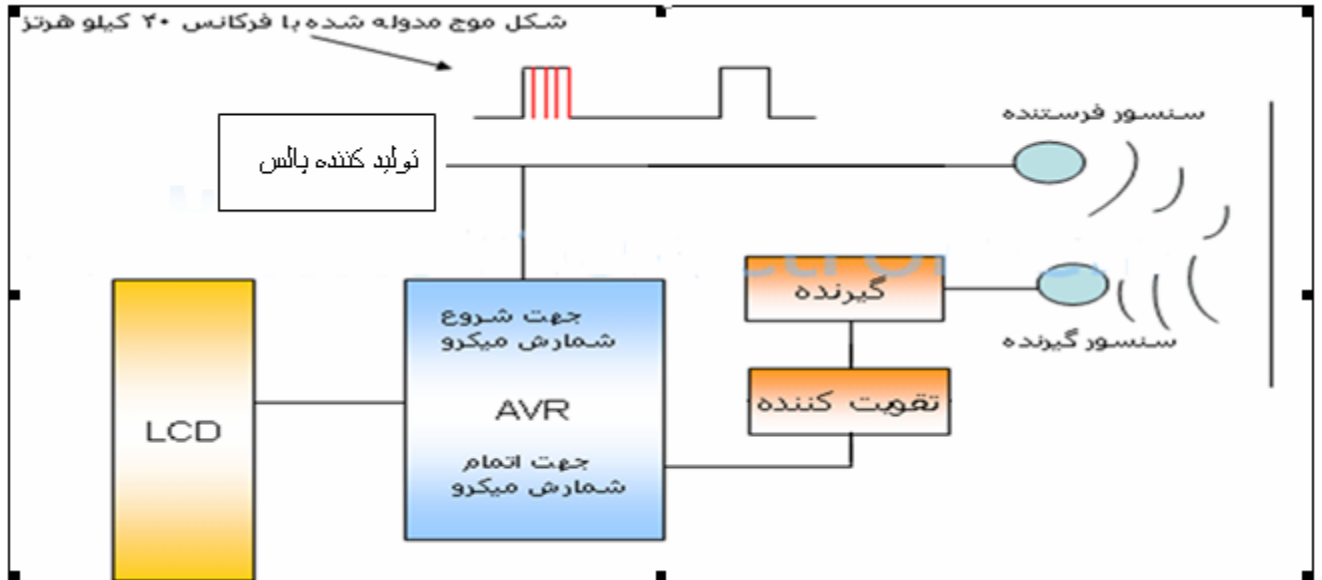 شکل موج مدوله شده با فرکانس ۴۰ کیلو هرتز
سنسور فرستنده
تولید کننده پالس
گیرنده
جهت شروع
شمارش میکرو
سنسور گیرنده
تقویت کننده
AVR
LCD
جهت اتمام
شمارش میکرو